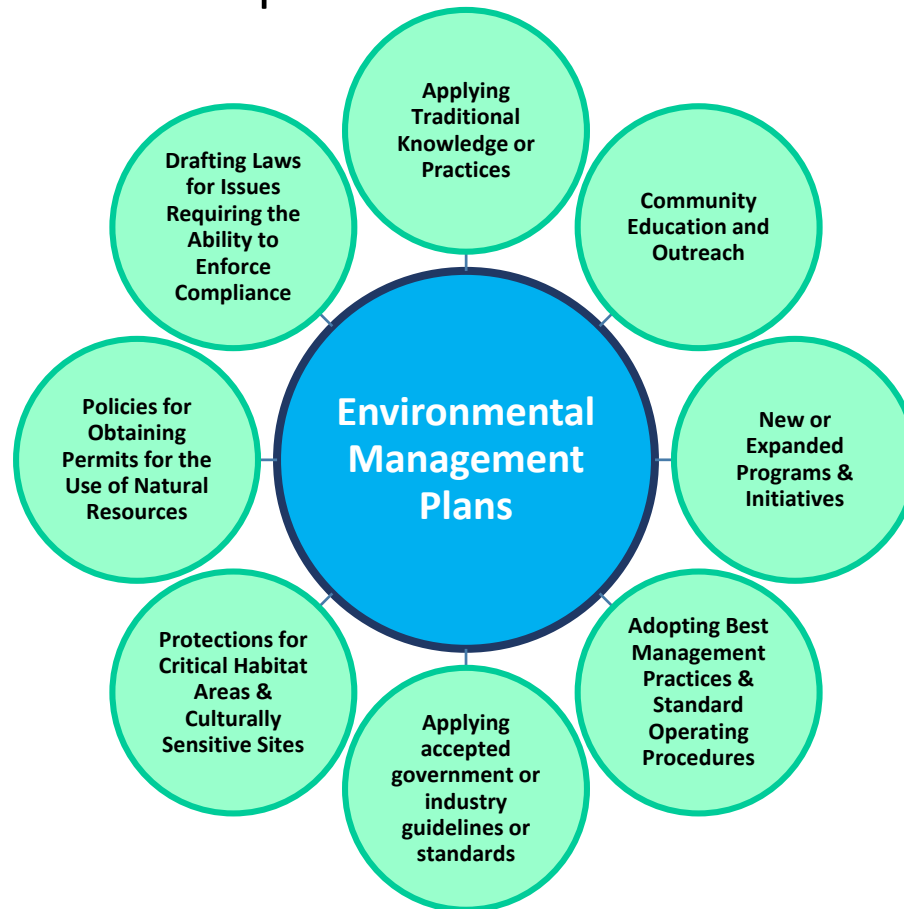 Applying
Traditional
Knowledge or
Practices
Community
Education and
Outreach
New or
Expanded
Programs &
Initiatives
Adopting Best
Management
Practices &
Standard
Operating
Procedures
Applying
accepted
government or
industry
guidelines or
standards
Protections for
Critical Habitat
Areas &
Culturally
Sensitive Sites
Policies for
Obtaining
Permits for the
Use of Natural
Resources
Drafting Laws
for Issues
Requiring the
Ability to
Enforce
Compliance
Environmental
Management
Plans